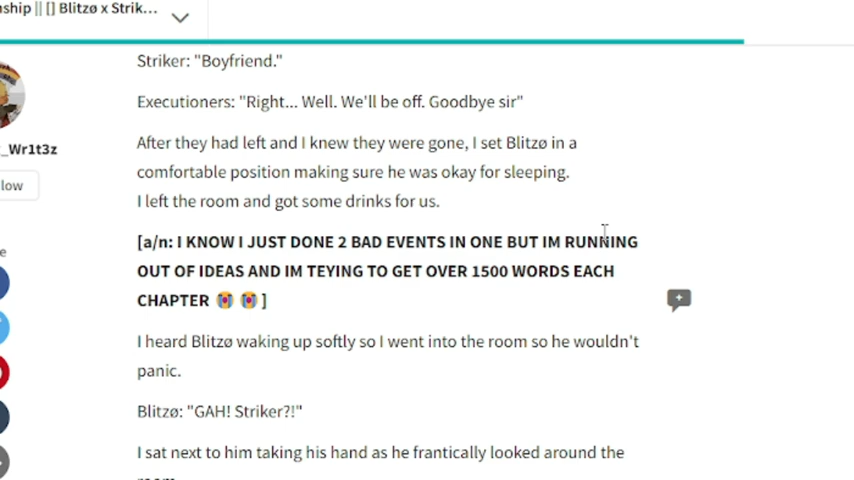 nship || [] Blitzø x Strik...
Striker: "Boyfriend."
Executioners: "Right... Well. We'll be off. Goodbye sir"
_Wr1t3z
After they had left and I knew they were gone, I set Blitzø in a
comfortable position making sure he was okay for sleeping.
low
I left the room and got some drinks for us.
e
[a/n: I KNOW I JUST DONE 2 BAD EVENTS IN ONE BUT IM RUNNING
OUT OF IDEAS AND IM TEYING TO GET OVER 1500 WORDS EACH
CHAPTER 😭 😭 ]
I heard Blitzø waking up softly so I went into the room so he wouldn't
panic.
Blitzø: "GAH! Striker?!"
I sat next to him taking his hand as he frantically looked around the